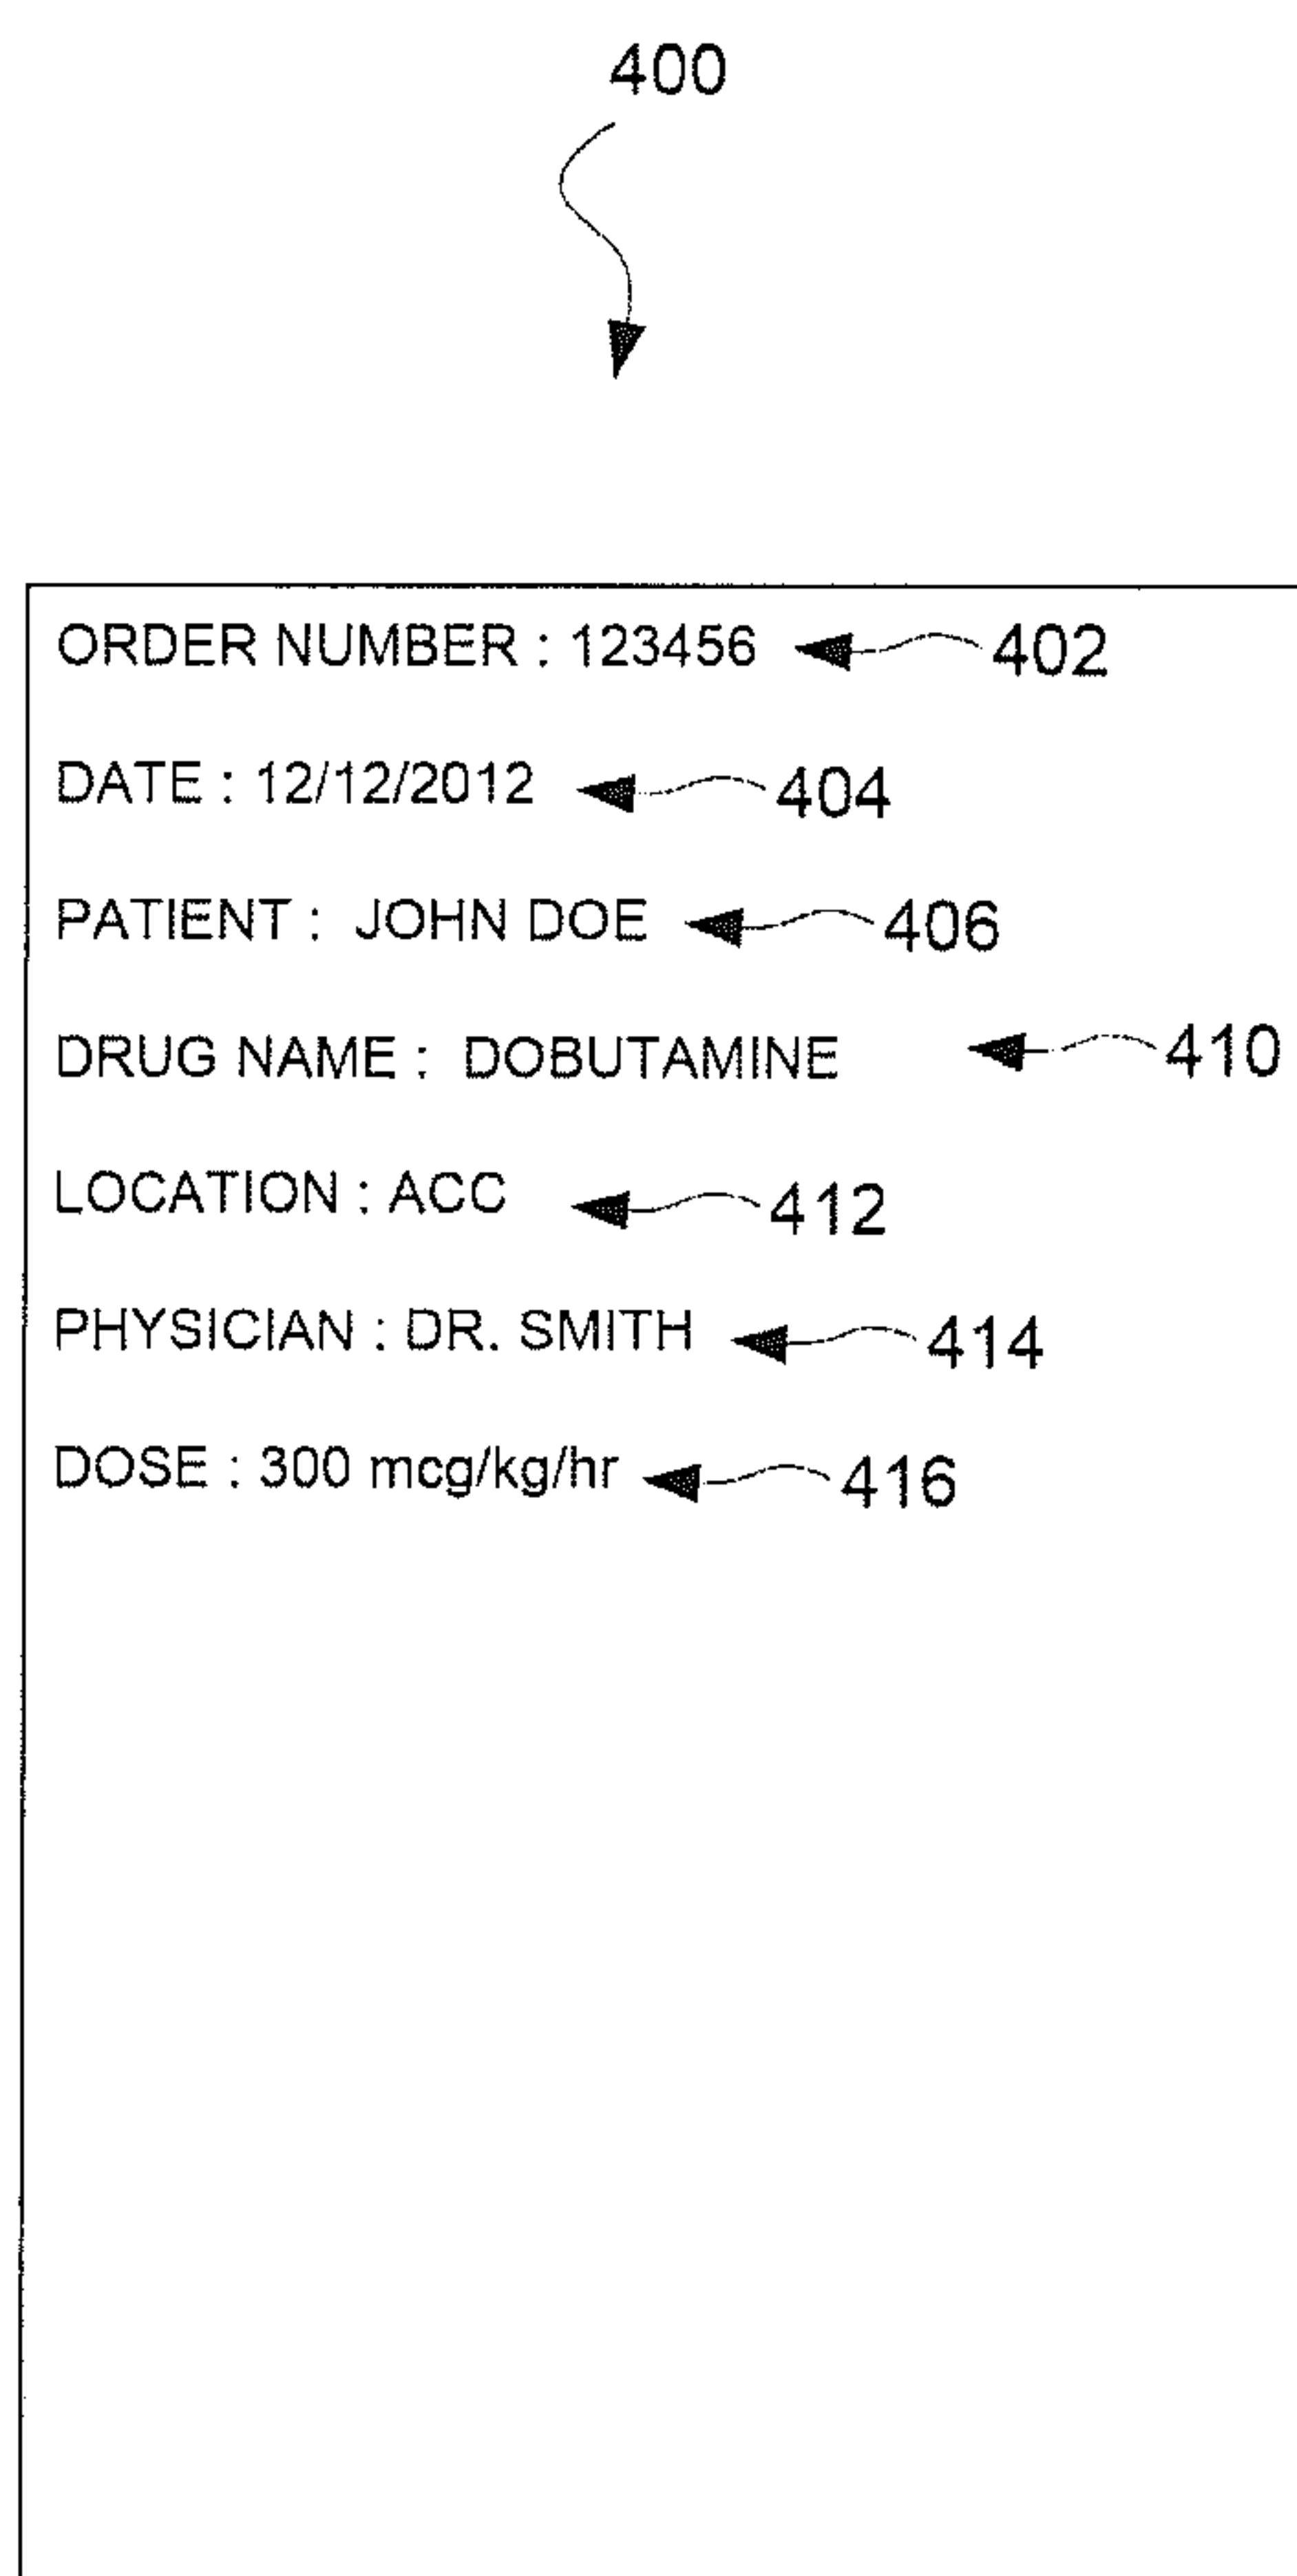 400
ORDER NUMBER : 123456 402
DATE : 12/12/2012 404
PATIENT : JOHN DOE 406
DRUG NAME : DOBUTAMINE 410
LOCATION : ACC 412
PHYSICIAN : DR. SMITH 414
DOSE : 300 mcg/kg/hr 416